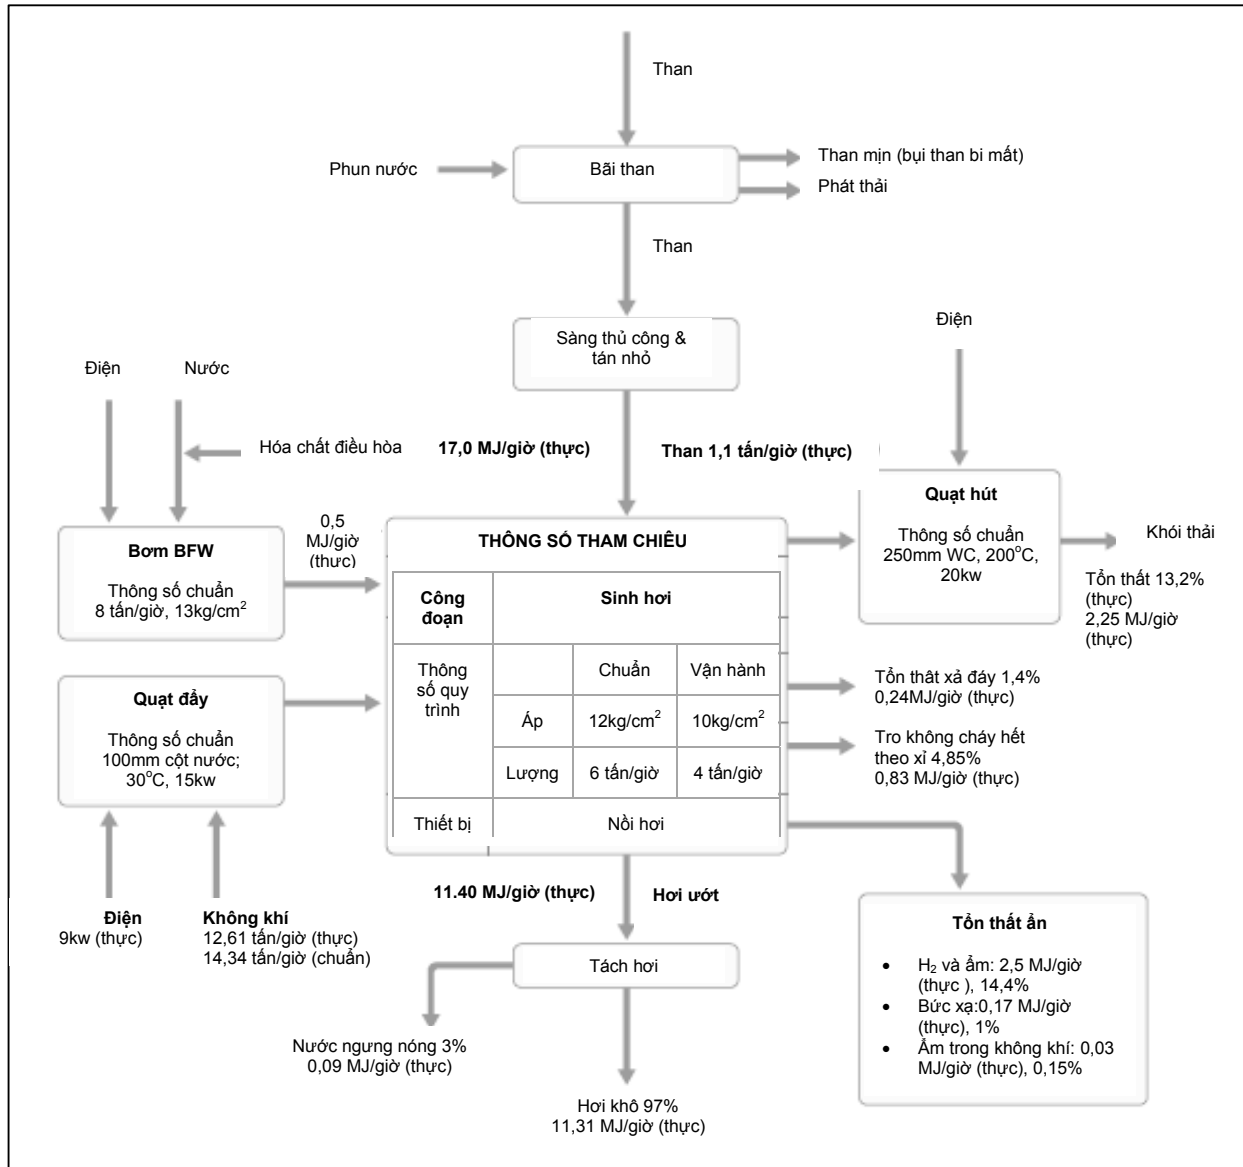 Than
Phun nước
Bãi than
Than mịn (bụi than bi mất)
Phát thải
Than
Sàng thủ công &
tán nhỏ
Điện
Điện
Nước
Hóa chất điều hòa
17,0 MJ/giờ (thực)
Than 1,1 tấn/giờ (thực)
Bơm BFW
Thông số chuẩn
8 tấn/giờ, 13kg/cm²
0,5
MJ/giờ
(thưc)
Quạt hút
Thông số chuẩn
250mm WC, 200°C,
20kw
Khói thải
Tổn thất 13,2%
(thực)
2,25 MJ/giờ
(thực)
THÔNG SỐ THAM CHIẾU
Công
đoạn
Sinh hơi
Thông
số quy
trình
Chuẩn
Vận hành
Áp
12kg/cm²
10kg/cm²
Lượng
6 tấn/giờ
4 tấn/giờ
Thiết bị
Nồi hơi
Quạt đẩy
Thông số chuẩn
100mm cột nước;
30°C, 15kw
Tổn thât xả đáy 1,4%
0,24MJ/giờ (thực)
Tro không cháy hết
theo xỉ 4,85%
0,83 MJ/giờ (thực)
Điện
9kw (thực)
Không khí
12,61 tấn/giờ (thực)
14,34 tấn/giờ (chuẩn)
11.40 MJ/giờ (thực)
Hơi ướt
Tách hơi
Nước ngưng nóng 3%
0,09 MJ/giờ (thực)
Hơi khô 97%
11,31 MJ/giờ (thực)
Tổn thất ẩn
• H₂ và ẩm: 2,5 MJ/giờ
(thực ), 14,4%
• Bức xạ:0,17 MJ/giờ
(thực), 1%
• Ẩm trong không khí: 0,03
MJ/giờ (thực), 0,15%